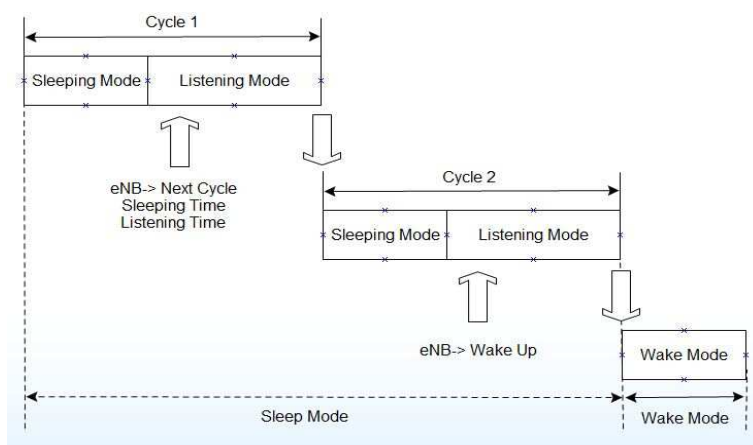 Cycle 1
Sleeping Mode
Listening Mode
eNB-> Next Cycle
Sleeping Time
Listening Time
Cycle 2
Sleeping Mode
Listening Mode
eNB-> Wake Up
Wake Mode
Sleep Mode
Wake Mode